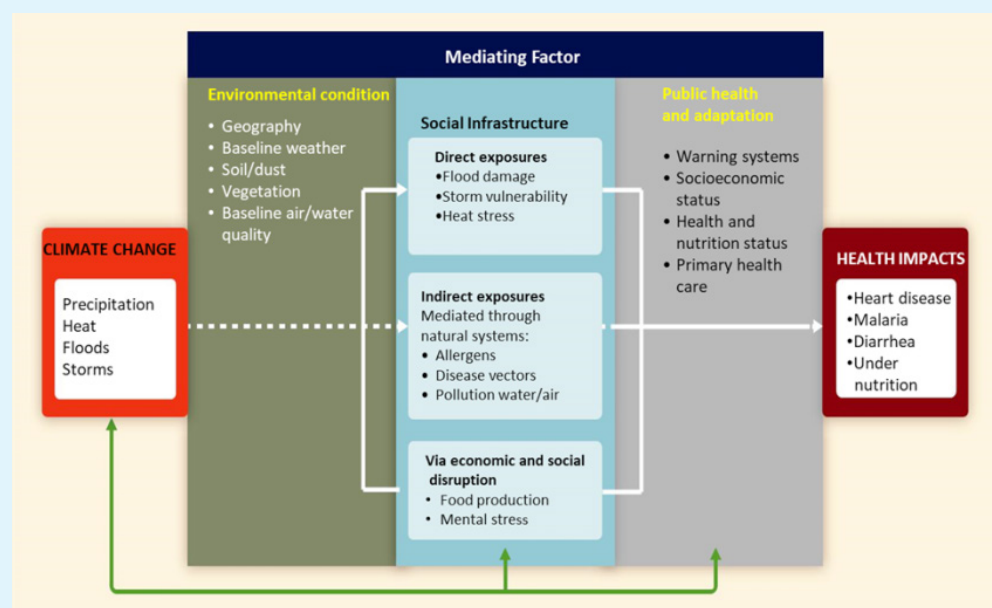 Mediating Factor
Environmental condition
• Geography
• Baseline weather
• Soil/dust
• Vegetation
• Baseline air/water
quality
Social Infrastructure
Direct exposures
•Flood damage
•Storm vulnerability
•Heat stress
Indirect exposures
Mediated through
natural systems:
• Allergens
• Disease vectors
• Pollution water/air
Via economic and social
disruption
• Food production
• Mental stress
Public health
and adaptation
• Warning systems
• Socioeconomic
status
• Health and
nutrition status
• Primary health
care
CLIMATE CHANGE
Precipitation
Heat
Floods
Storms
HEALTH IMPACTS
•Heart disease
•Malaria
•Diarrhea
•Under
nutrition